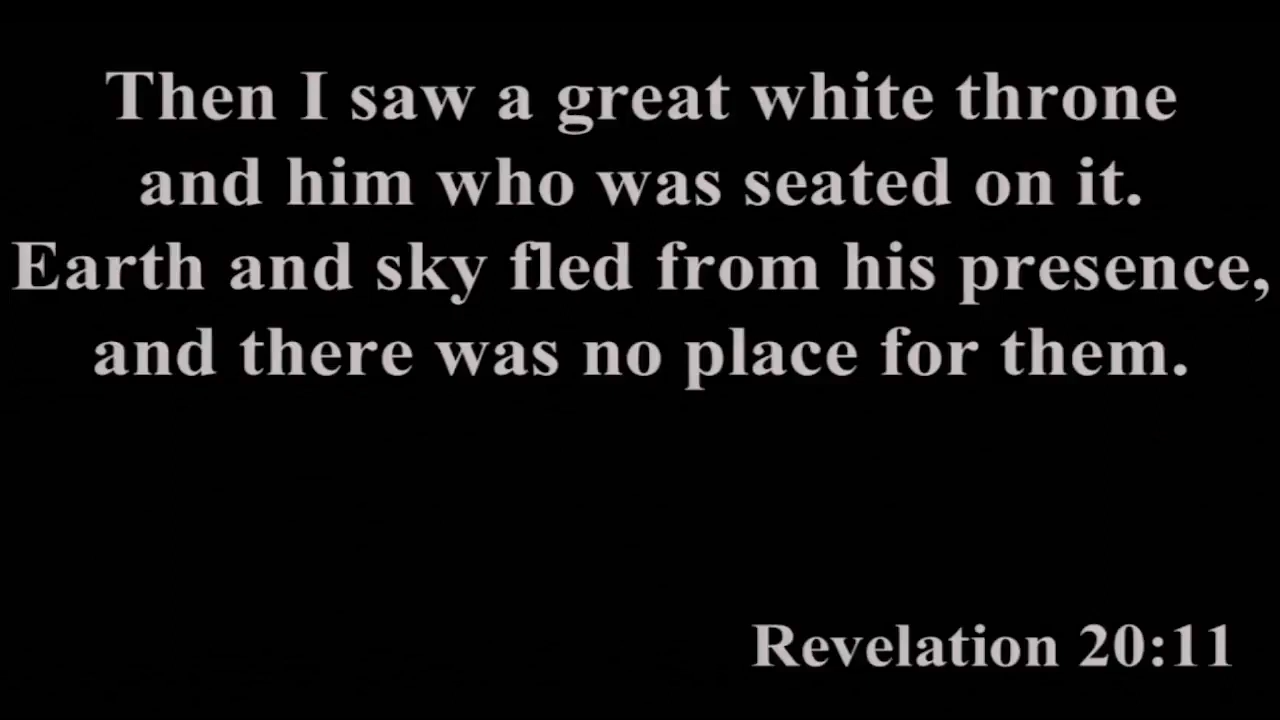 Then I saw a great white throne
and him who was seated on it.
Earth and sky fled from his presence,
and there was no place for them.
Revelation 20:11